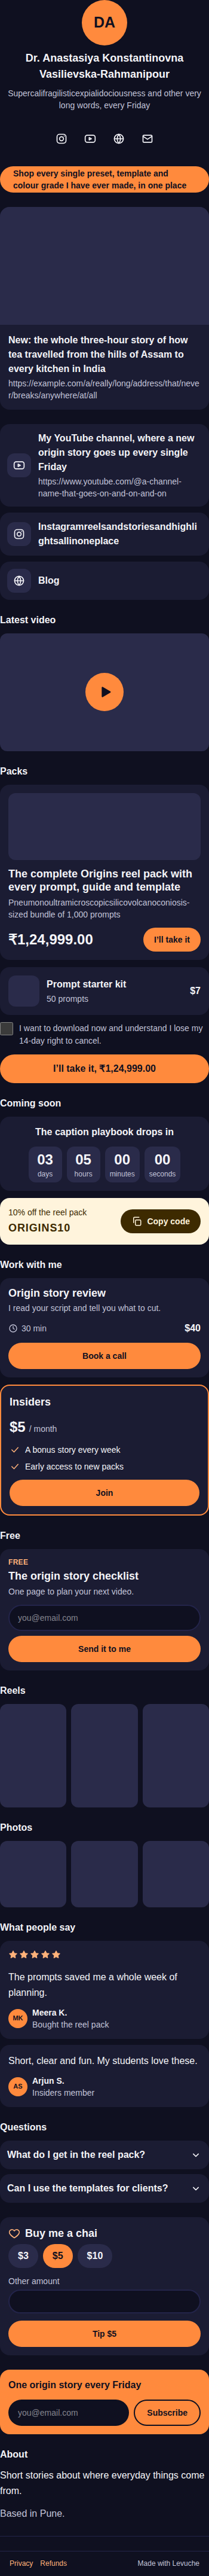 DA
Dr. Anastasiya Konstantinovna
Vasilievska-Rahmanipour
Supercalifragilisticexpialidociousness and other very
long words, every Friday
Shop every single preset, template and
colour grade I have ever made, in one place
New: the whole three-hour story of how
tea travelled from the hills of Assam to
every kitchen in India
https://example.com/a/really/long/address/that/neve
r/breaks/anywhere/at/all
My YouTube channel, where a new
origin story goes up every single
Friday
https://www.youtube.com/@a-channel-
name-that-goes-on-and-on-and-on
Instagramreelsandstoriesandhighli
ghtsallinoneplace
Blog
Latest video
Packs
The complete Origins reel pack with
every prompt, guide and template
Pneumonoultramicroscopicsilicovolcanoconiosis-
sized bundle of 1,000 prompts
₹1,24,999.00
I'll take it
Prompt starter kit
50 prompts
$7
I want to download now and understand I lose my
14-day right to cancel.
I'll take it, ₹1,24,999.00
Coming soon
The caption playbook drops in
03 05 00 00
days hours minutes seconds
10% off the reel pack
ORIGINS10
Copy code
Work with me
Origin story review
I read your script and tell you what to cut.
30 min
$40
Book a call
Insiders
$5 / month
A bonus story every week
Early access to new packs
Join
Free
FREE
The origin story checklist
One page to plan your next video.
you@email.com
Send it to me
Reels
Photos
What people say
The prompts saved me a whole week of
planning.
MK
Meera K.
Bought the reel pack
Short, clear and fun. My students love these.
AS
Arjun S.
Insiders member
Questions
What do I get in the reel pack?
Can I use the templates for clients?
Buy me a chai
$3 $5 $10
Other amount
Tip $5
One origin story every Friday
you@email.com
Subscribe
About
Short stories about where everyday things come
from.
Based in Pune.
Privacy Refunds
Made with Levuche